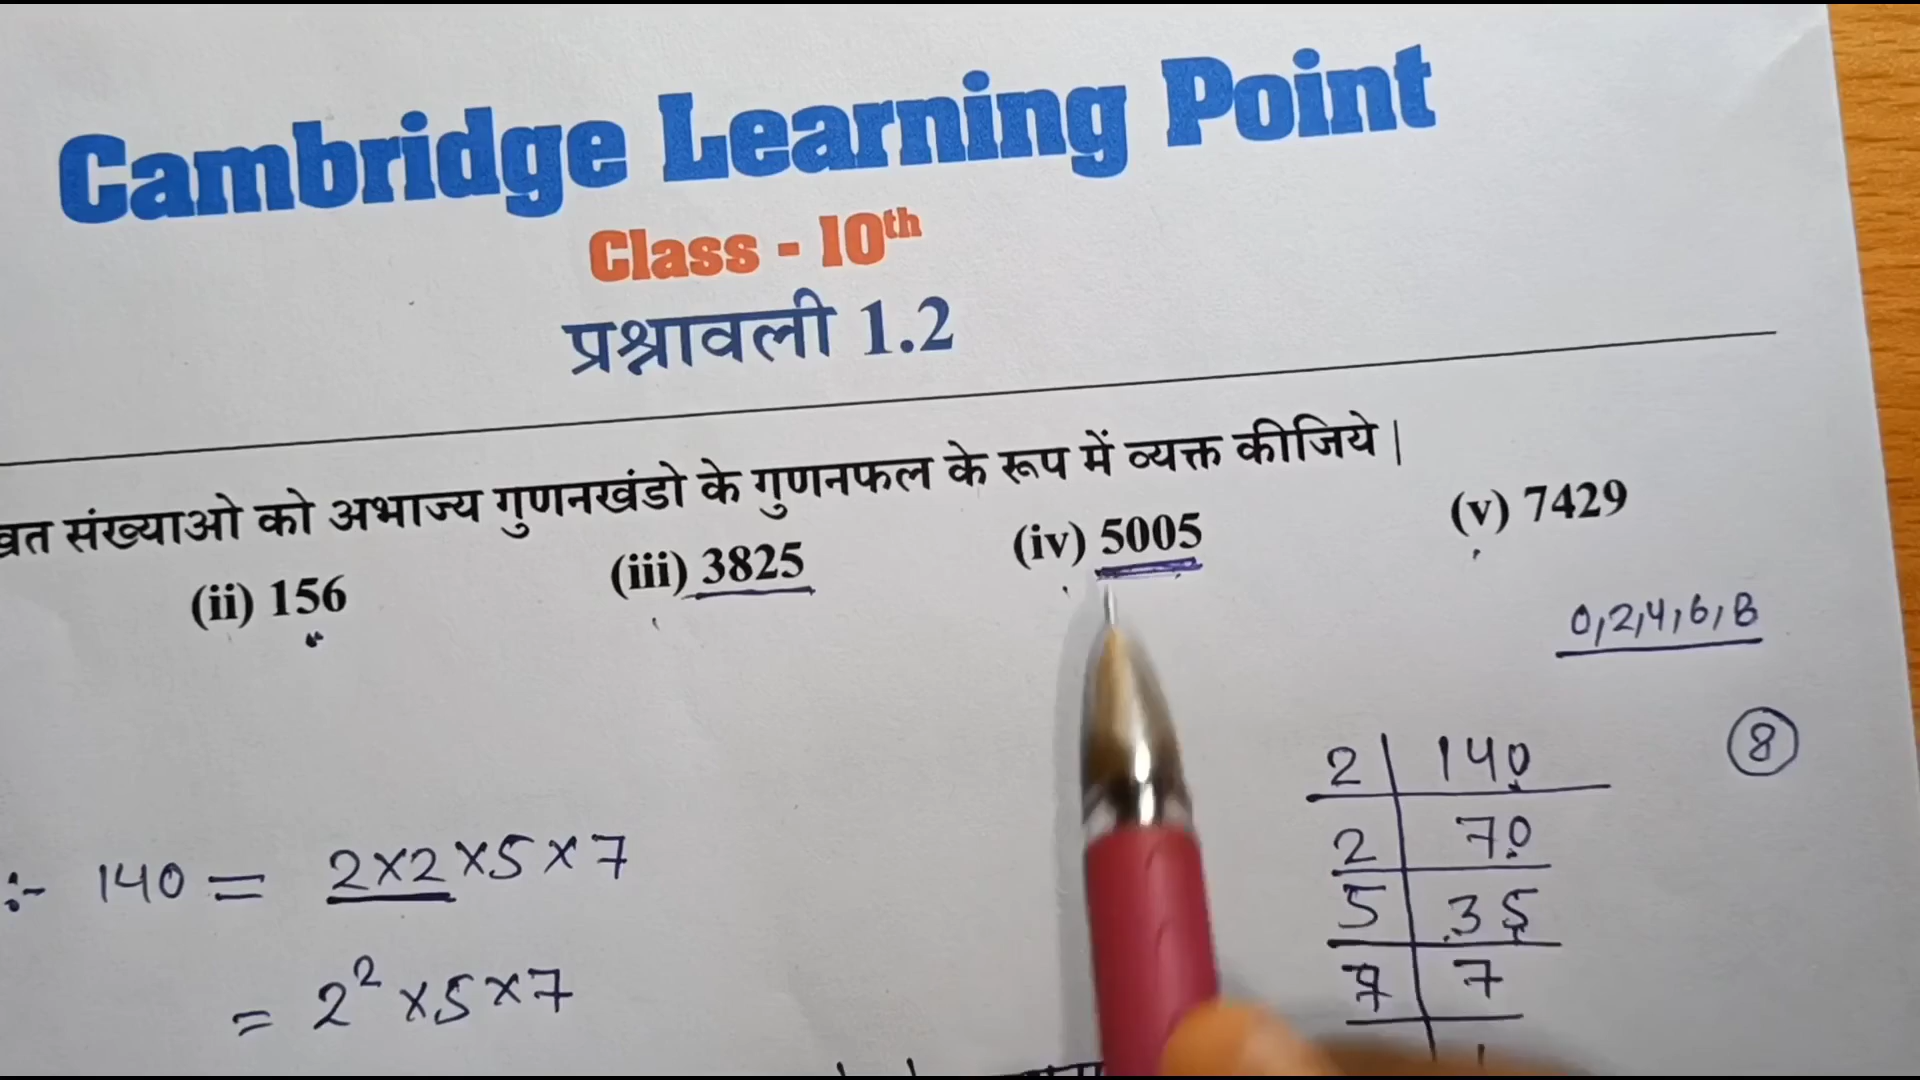 Cambridge Learning Point
Class - 10th
प्रश्नावली 1.2
संख्याओ को अभाज्य गुणनखंडो के गुणनफल के रूप में व्यक्त कीजिये |
(ii) 156 (iii) 3825 (iv) 5005 (v) 7429
0,2,4,6,8
8
2 | 140
2 | 70
5 | 35
7 | 7
:- 140 = 2×2×5×7
= 2² ×5×7